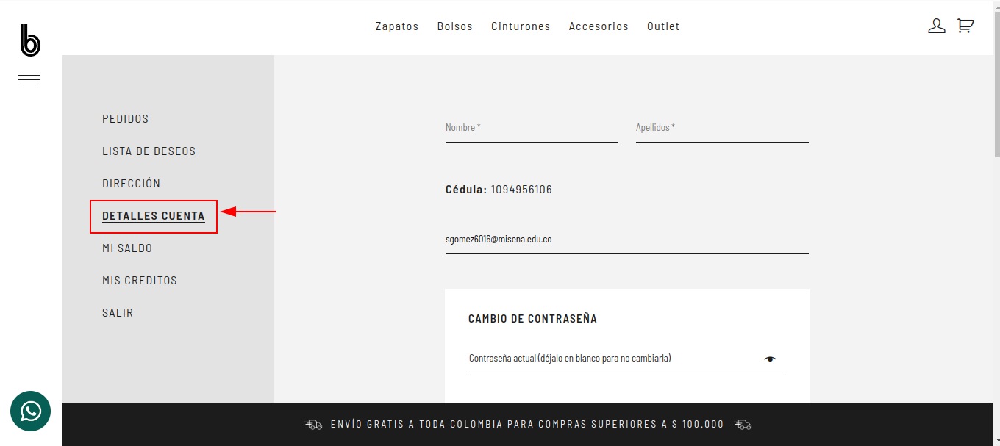 b
Zapatos Bolsos Cinturones Accesorios Outlet
PEDIDOS
LISTA DE DESEOS
DIRECCIÓN
DETALLES CUENTA
MI SALDO
MIS CREDITOS
SALIR
Nombre * Apellidos *
Cédula: 1094956106
sgomez6016@misena.edu.co
CAMBIO DE CONTRASEÑA
Contraseña actual (déjalo en blanco para no cambiarla)
ENVÍO GRATIS A TODA COLOMBIA PARA COMPRAS SUPERIORES A $ 100.000